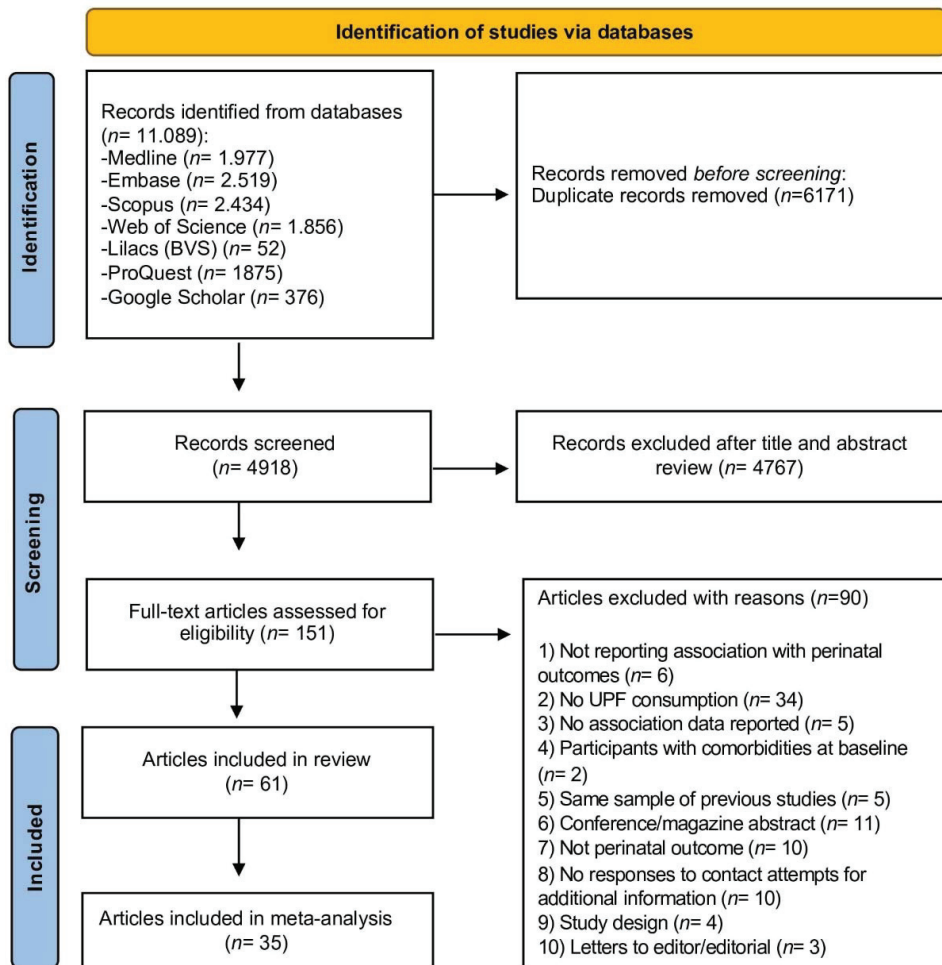 Identification of studies via databases
Identification
Records identified from databases
(n= 11.089):
-Medline (n= 1.977)
-Embase (n= 2.519)
-Scopus (n= 2.434)
-Web of Science (n= 1.856)
-Lilacs (BVS) (n= 52)
-ProQuest (n= 1875)
-Google Scholar (n= 376)
Records removed before screening:
Duplicate records removed (n=6171)
Screening
Records screened
(n= 4918)
Records excluded after title and abstract
review (n= 4767)
Full-text articles assessed for
eligibility (n= 151)
Articles excluded with reasons (n=90)
1) Not reporting association with perinatal
outcomes (n= 6)
2) No UPF consumption (n= 34)
3) No association data reported (n= 5)
4) Participants with comorbidities at baseline
(n= 2)
5) Same sample of previous studies (n= 5)
6) Conference/magazine abstract (n= 11)
7) Not perinatal outcome (n= 10)
8) No responses to contact attempts for
additional information (n= 10)
9) Study design (n= 4)
10) Letters to editor/editorial (n= 3)
Included
Articles included in review
(n= 61)
Articles included in meta-analysis
(n= 35)